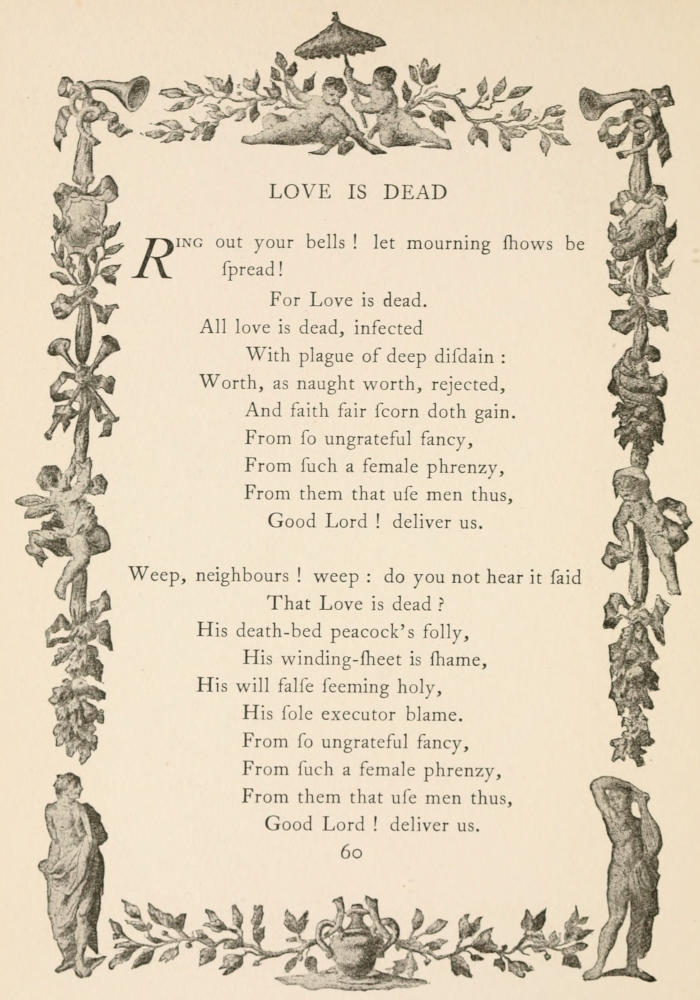 LOVE IS DEAD
RING out your bells ! let mourning ſhows be
ſpread !
For Love is dead.
All love is dead, infected
With plague of deep diſdain :
Worth, as naught worth, rejected,
And faith fair ſcorn doth gain.
From ſo ungrateful fancy,
From ſuch a female phrenzy,
From them that uſe men thus,
Good Lord ! deliver us.
Weep, neighbours ! weep : do you not hear it ſaid
That Love is dead ?
His death-bed peacock's folly,
His winding-ſheet is ſhame,
His will falſe ſeeming holy,
His ſole executor blame.
From ſo ungrateful fancy,
From ſuch a female phrenzy,
From them that uſe men thus,
Good Lord ! deliver us.
60